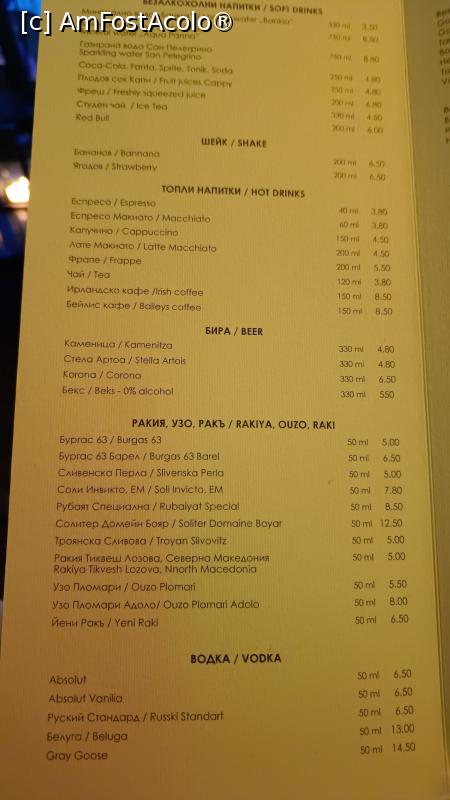 [c] AmFostAcolo®
БЕЗАЛКОХОЛНИ НАПИТКИ / SOFT DRINKS
water „Bankia“ 330 ml 3.50
water „Aqua Panna“ 750 ml 8.80
Газирана вода Сан Пелегрино
Sparkling water San Pelegrino 750 ml 8.80
Coca-Cola, Fanta, Sprite, Tonik, Soda 250 ml 4.80
Плодов сок Капи / Fruit juices Cappy 250 ml 4.80
Фреш / Freshly squeezed juice 200 ml 6.80
Студен чай / Ice Tea 330 ml 4.50
Red Bull 200 ml 6.00
ШЕЙК / SHAKE
Бананов / Bannana 200 ml 6.50
Ягодов / Strawberry 200 ml 6.50
ТОПЛИ НАПИТКИ / HOT DRINKS
Еспресо / Espresso 40 ml 3.80
Еспресо Макиато / Macchiato 60 ml 3.80
Капучино / Cappuccino 150 ml 4.50
Лате Макиато / Latte Macchiato 200 ml 4.50
Фрапе / Frappe 200 ml 5.50
Чай / Tea 120 ml 3.80
Ирландско кафе /Irish coffee 150 ml 8.50
Бейлис кафе / Baileys coffee 150 ml 8.50
БИРА / BEER
Каменица / Kamenitza 330 ml 4.80
Стела Артоа / Stella Artois 330 ml 4.80
Korona / Corona 330 ml 6.50
Бекс / Beks - 0% alcohol 330 ml 550
РАКИЯ, УЗО, РАКЪ / RAKIYA, OUZO, RAKI
Бургас 63 / Burgas 63 50 ml 5.00
Бургас 63 Барел / Burgas 63 Barel 50 ml 6.50
Сливенска Перла / Slivenska Perla 50 ml 5.00
Соли Инвикто, ЕМ / Soli Invicto, EM 50 ml 7.80
Рубаят Специална / Rubaiyat Special 50 ml 8.50
Солитер Домейн Бояр / Soliter Domaine Boyar 50 ml 12.50
Троянска Сливова / Troyan Slivovitz 50 ml 5.00
Ракия Тиквеш Лозова, Северна Македония 50 ml 5.00
Rakiya Tikvesh Lozova, Nnorth Macedonia
Узо Пломари / Ouzo Plomari 50 ml 5.50
Узо Пломари Адоло/ Ouzo Plomari Adolo 50 ml 8.00
Йени Ракъ / Yeni Raki 50 ml 6.50
ВОДКА / VODKA
Absolut 50 ml 6.50
Absolut Vanilia 50 ml 6.50
Руский Стандард / Russki Standart 50 ml 6.50
Белуга / Beluga 50 ml 13.00
Gray Goose 50 ml 14.50